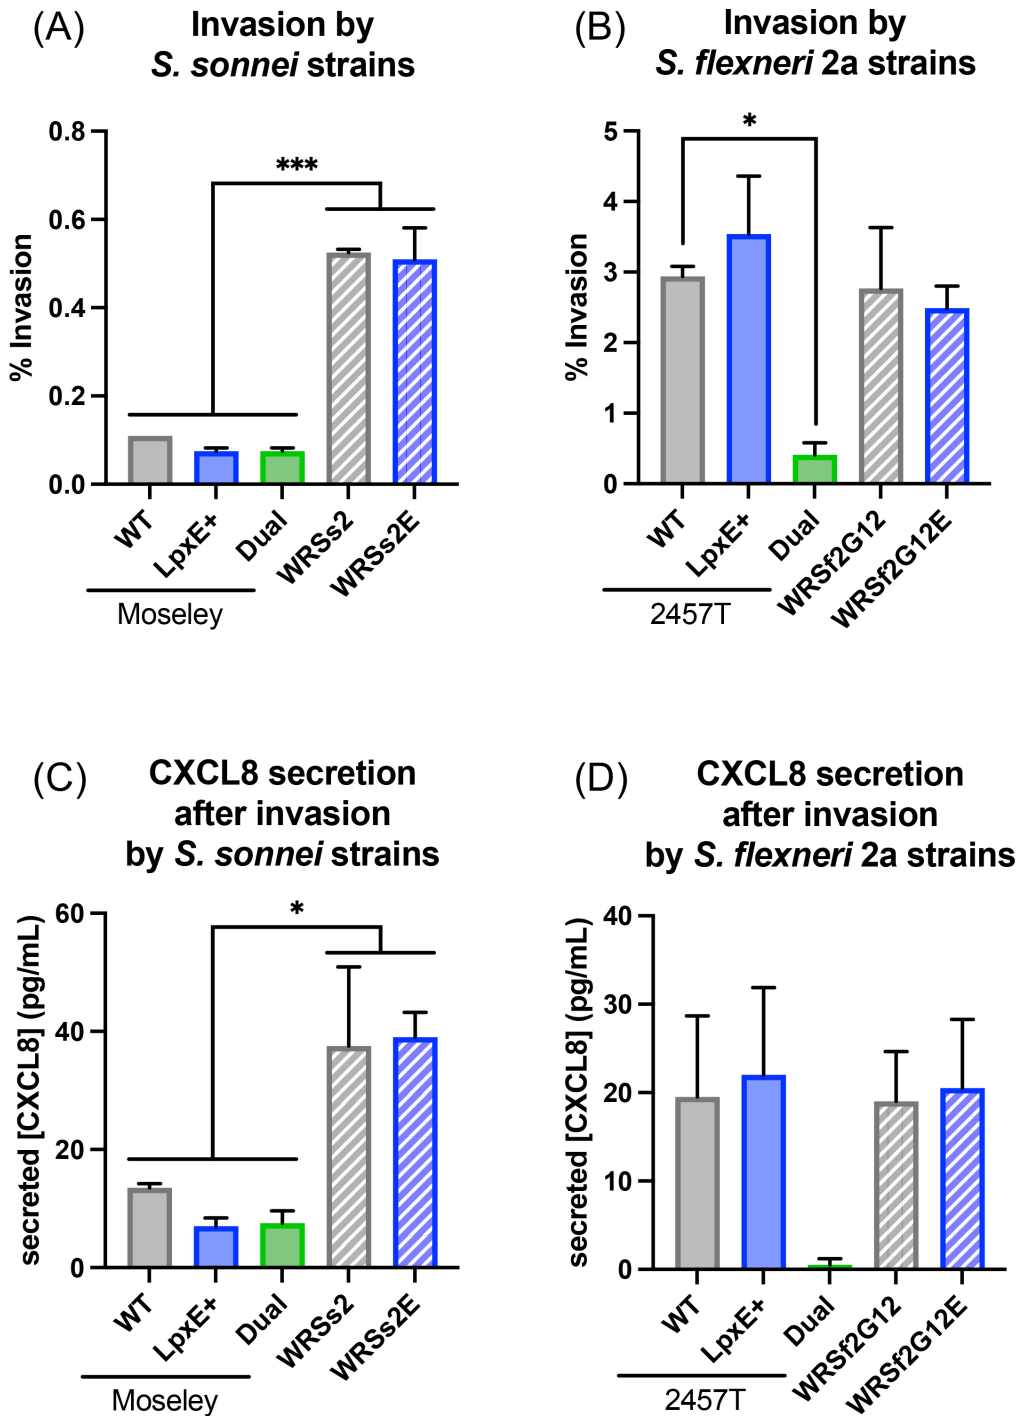 (A)
Invasion by
S. sonnei strains
% Invasion
0.8
0.6
0.4
0.2
0.0
***
WT
LpxE+
Dual
WRSs2
WRSs2E
Moseley
(B)
Invasion by
S. flexneri 2a strains
% Invasion
5
4
3
2
1
0
*
WT
LpxE+
Dual
WRSf2G12
WRSf2G12E
2457T
(C)
CXCL8 secretion
after invasion
by S. sonnei strains
secreted [CXCL8] (pg/mL)
60
40
20
0
*
WT
LpxE+
Dual
WRSs2
WRSs2E
Moseley
(D)
CXCL8 secretion
after invasion
by S. flexneri 2a strains
secreted [CXCL8] (pg/mL)
40
30
20
10
0
WT
LpxE+
Dual
WRSf2G12
WRSf2G12E
2457T